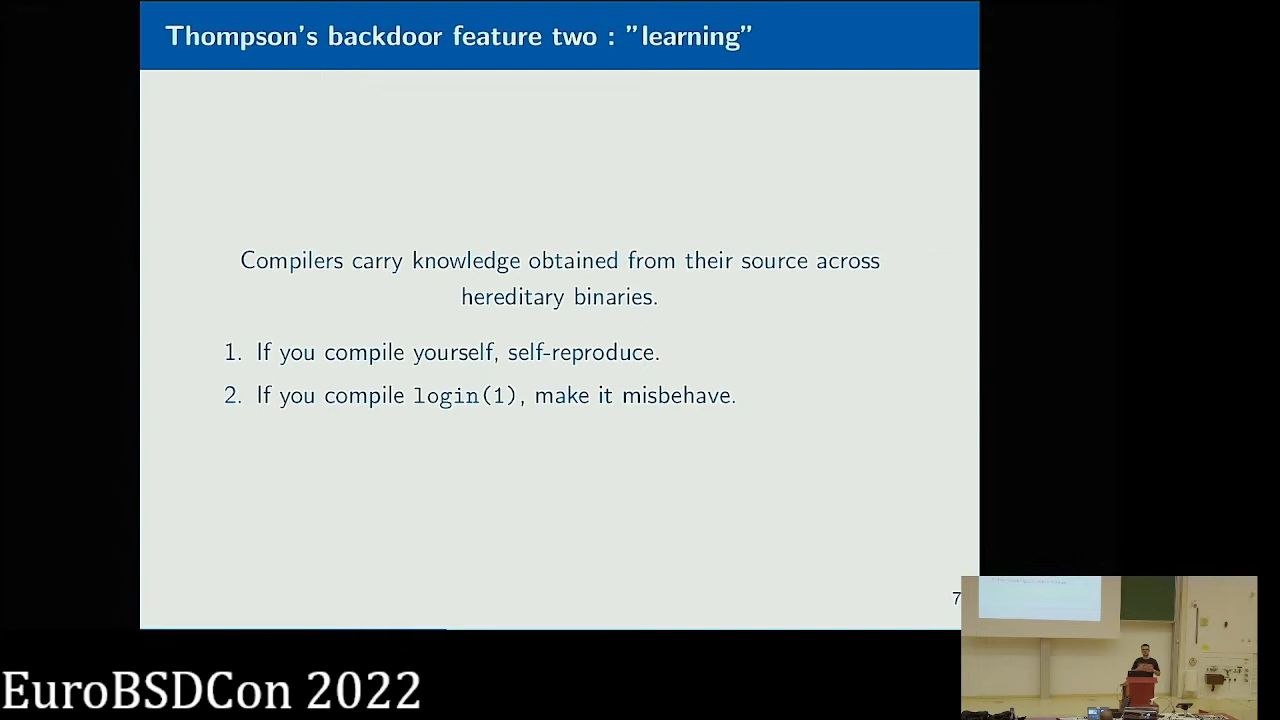 Thompson's backdoor feature two : "learning"
Compilers carry knowledge obtained from their source across
hereditary binaries.
1. If you compile yourself, self-reproduce.
2. If you compile login(1), make it misbehave.
7
EuroBSDCon 2022